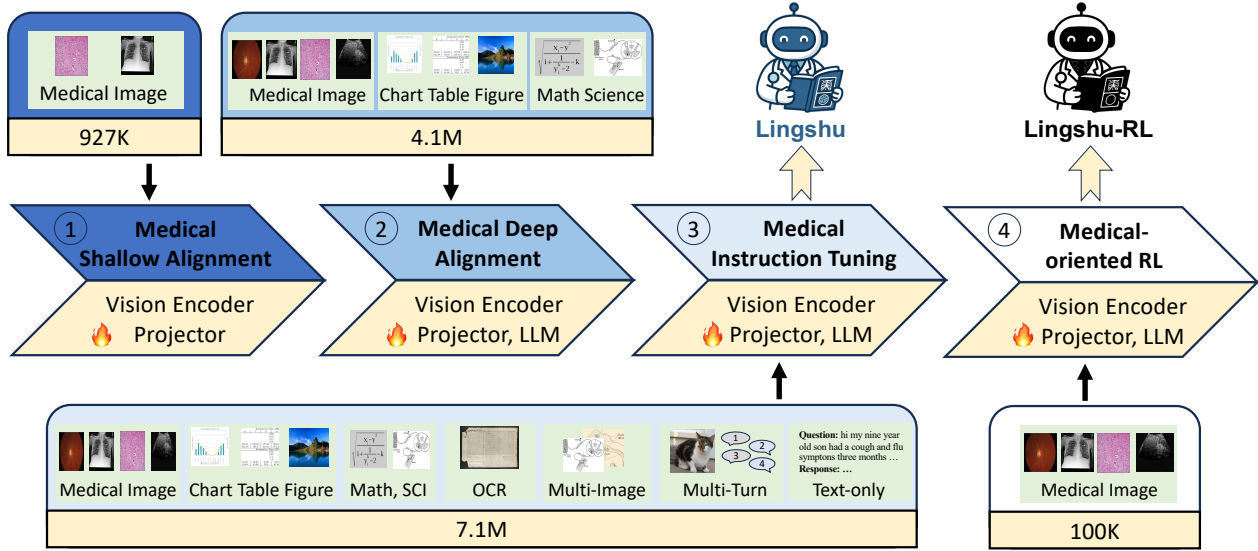 Medical Image
927K
Medical Image
Chart Table Figure
Math Science
4.1M
Lingshu
Lingshu-RL
1
Medical
Shallow Alignment
Vision Encoder
Projector
2
Medical Deep
Alignment
Vision Encoder
Projector, LLM
3
Medical
Instruction Tuning
Vision Encoder
Projector, LLM
4
Medical-
oriented RL
Vision Encoder
Projector, LLM
Medical Image
Chart Table Figure
Math, SCI
OCR
Multi-Image
1
2
3
4
Multi-Turn
Question: hi my nine year
old son had a cough and flu
symptons three months ...
Response: ...
Text-only
7.1M
Medical Image
100K